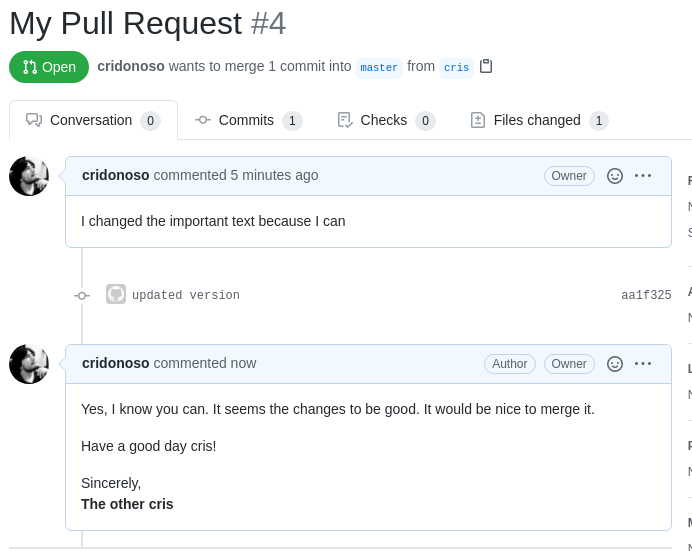 My Pull Request #4
Open cridonoso wants to merge 1 commit into master from cris
Conversation 0 Commits 1 Checks 0 Files changed 1
cridonoso commented 5 minutes ago Owner
I changed the important text because I can
updated version aa1f325
cridonoso commented now Author Owner
Yes, I know you can. It seems the changes to be good. It would be nice to merge it.
Have a good day cris!
Sincerely,
The other cris